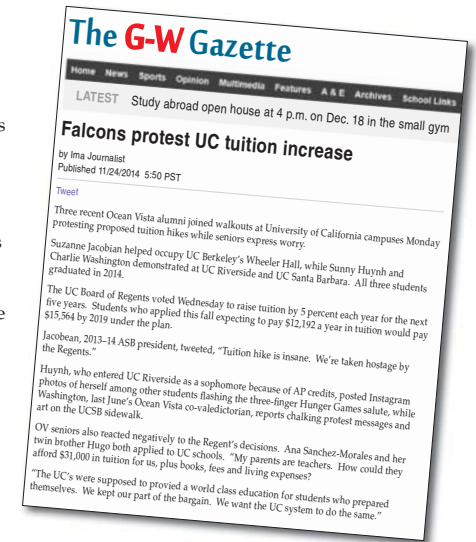 The G-W Gazette
Home News Sports Opinion Multimedia Features A & E Archives School Links
LATEST Study abroad open house at 4 p.m. on Dec. 18 in the small gym
Falcons protest UC tuition increase
by Ima Journalist
Published 11/24/2014 5:50 PST
Tweet
Three recent Ocean Vista alumni joined walkouts at University of California campuses Monday
protesting proposed tuition hikes while seniors express worry.
Suzanne Jacobian helped occupy UC Berkeley's Wheeler Hall, while Sunny Huynh and
Charlie Washington demonstrated at UC Riverside and UC Santa Barbara. All three students
graduated in 2014.
The UC Board of Regents voted Wednesday to raise tuition by 5 percent each year for the next
five years. Students who applied this fall expecting to pay $12,192 a year in tuition would pay
$15,564 by 2019 under the plan.
Jacobean, 2013–14 ASB president, tweeted, "Tuition hike is insane. We're taken hostage by
the Regents."
Huynh, who entered UC Riverside as a sophomore because of AP credits, posted Instagram
photos of herself among other students flashing the three-finger Hunger Games salute, while
Washington, last June's Ocean Vista co-valedictorian, reports chalking protest messages and
art on the UCSB sidewalk.
OV seniors also reacted negatively to the Regent's decisions. Ana Sanchez-Morales and her
twin brother Hugo both applied to UC schools. "My parents are teachers. How could they
afford $31,000 in tuition for us, plus books, fees and living expenses?
"The UC's were supposed to provied a world class education for students who prepared
themselves. We kept our part of the bargain. We want the UC system to do the same."